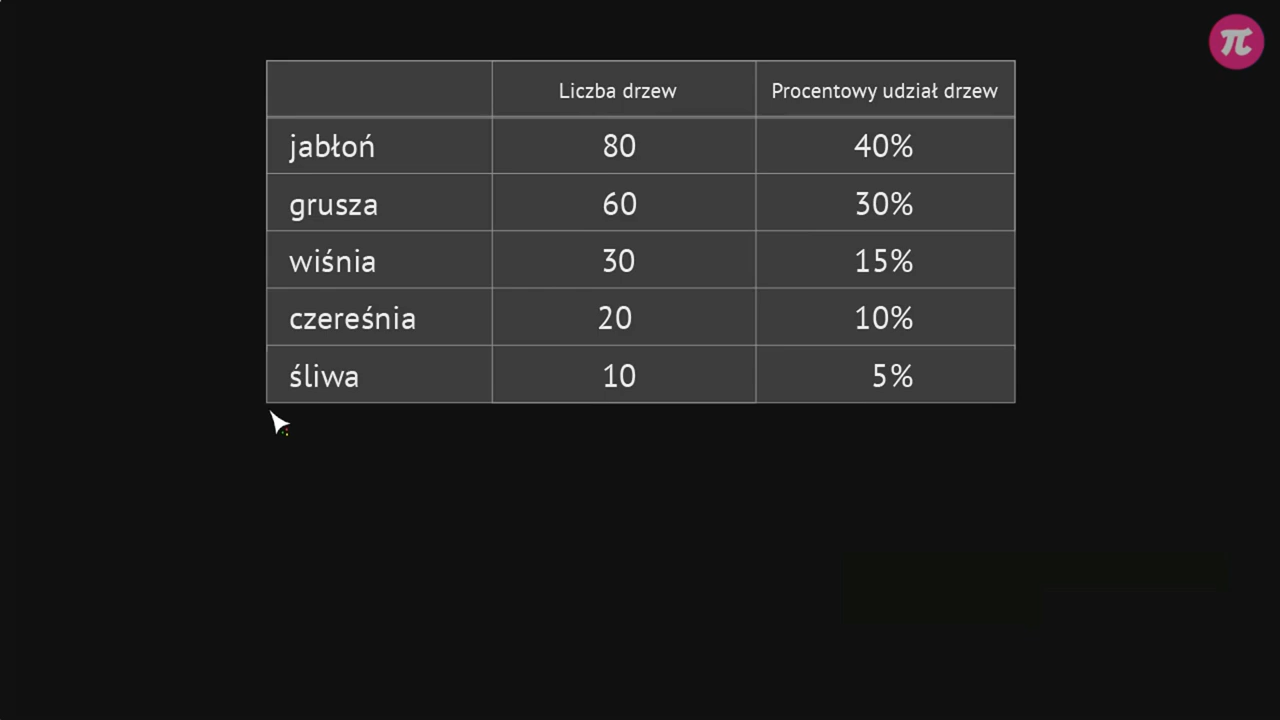 Liczba drzew Procentowy udział drzew
jabłoń 80 40%
grusza 60 30%
wiśnia 30 15%
czereśnia 20 10%
śliwa 10 5%
π